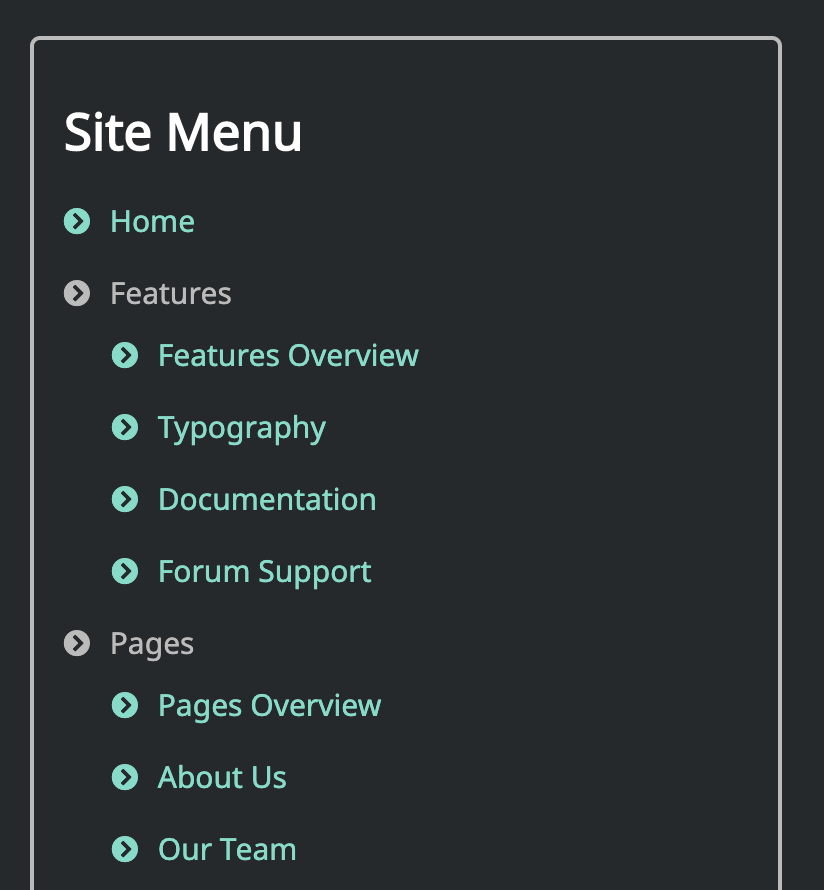 Site Menu
Home
Features
Features Overview
Typography
Documentation
Forum Support
Pages
Pages Overview
About Us
Our Team